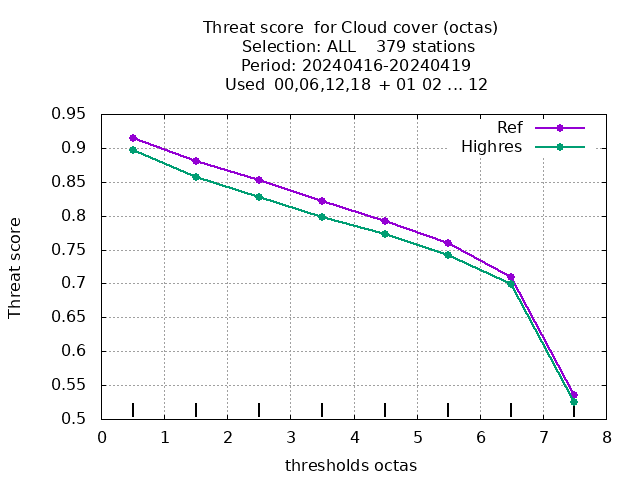 Threat score  for Cloud cover (octas)
Selection: ALL    379 stations
Period: 20240416-20240419
Used  00,06,12,18 + 01 02 ... 12
Ref
Highres
0.95
0.9
0.85
0.8
0.75
0.7
0.65
0.6
0.55
0.5
Threat score
0 1 2 3 4 5 6 7 8
thresholds octas